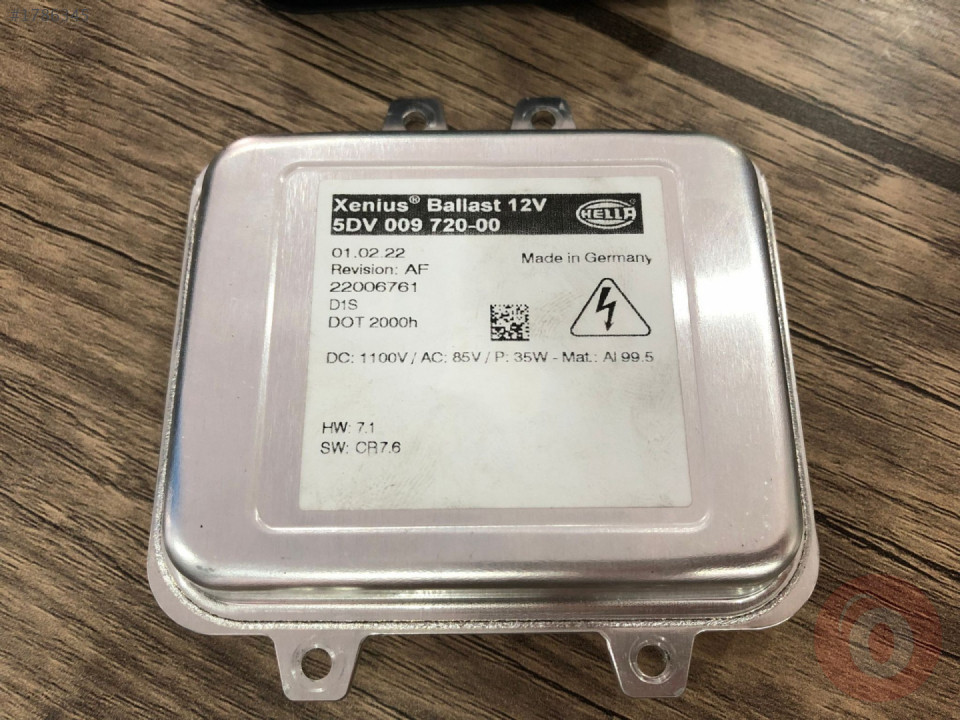 Xenius® Ballast 12V
5DV 009 720-00
HELLA
01.02.22
Made in Germany
Revision: AF
22006761
D1S
DOT 2000h
DC: 1100V / AC: 85V / P: 35W - Mat.: Al 99.5
HW: 7.1
SW: CR7.6